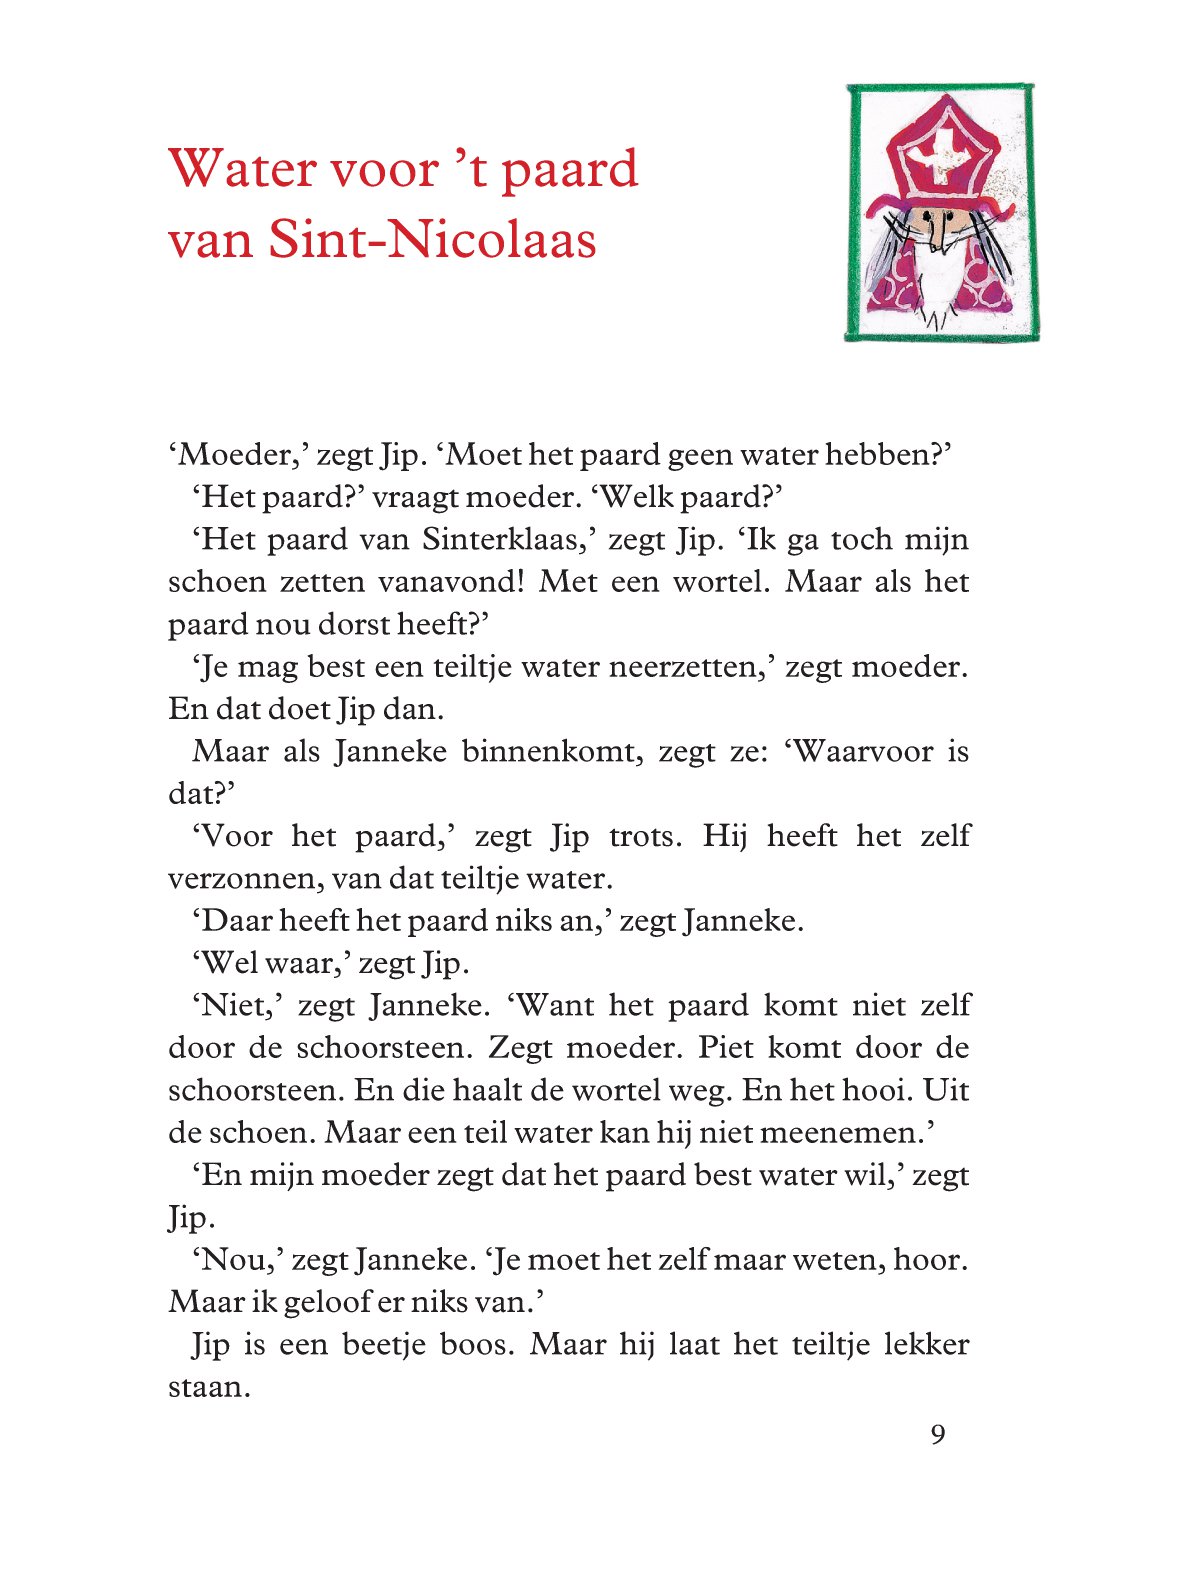 Water voor ’t paard
van Sint-Nicolaas
‘Moeder,’ zegt Jip. ‘Moet het paard geen water hebben?’
‘Het paard?’ vraagt moeder. ‘Welk paard?’
‘Het paard van Sinterklaas,’ zegt Jip. ‘Ik ga toch mijn
schoen zetten vanavond! Met een wortel. Maar als het
paard nou dorst heeft?’
‘Je mag best een teiltje water neerzetten,’ zegt moeder.
En dat doet Jip dan.
Maar als Janneke binnenkomt, zegt ze: ‘Waarvoor is
dat?’
‘Voor het paard,’ zegt Jip trots. Hij heeft het zelf
verzonnen, van dat teiltje water.
‘Daar heeft het paard niks an,’ zegt Janneke.
‘Wel waar,’ zegt Jip.
‘Niet,’ zegt Janneke. ‘Want het paard komt niet zelf
door de schoorsteen. Zegt moeder. Piet komt door de
schoorsteen. En die haalt de wortel weg. En het hooi. Uit
de schoen. Maar een teil water kan hij niet meenemen.’
‘En mijn moeder zegt dat het paard best water wil,’ zegt
Jip.
‘Nou,’ zegt Janneke. ‘Je moet het zelf maar weten, hoor.
Maar ik geloof er niks van.’
Jip is een beetje boos. Maar hij laat het teiltje lekker
staan.
9